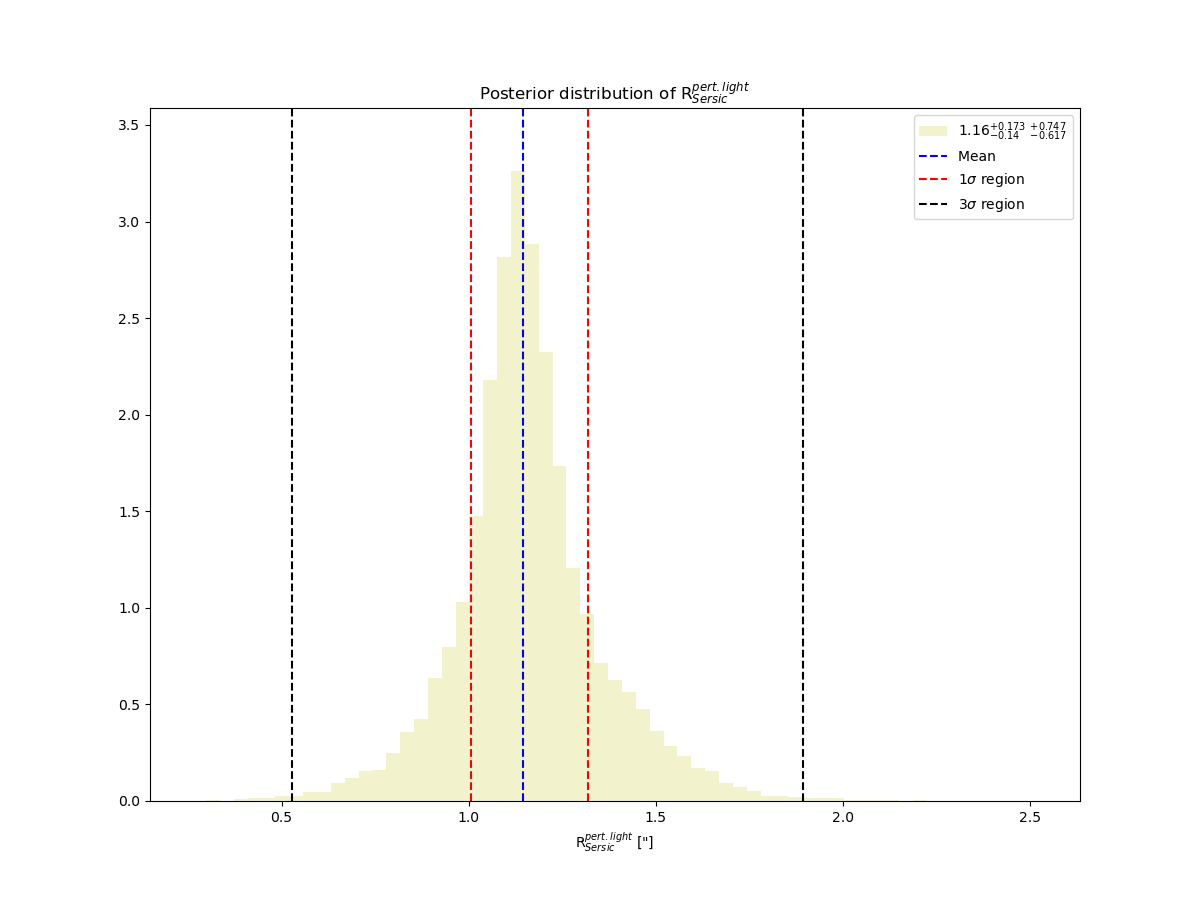 Posterior distribution of R$^{pert.light}_{Sersic}$
3.5
3.0
2.5
2.0
1.5
1.0
0.5
0.0
1.16$^{+0.173}_{-0.14}$ $^{+0.747}_{-0.617}$
Mean
1σ region
3σ region
0.5 1.0 1.5 2.0 2.5
R$^{pert.light}_{Sersic}$ ["]